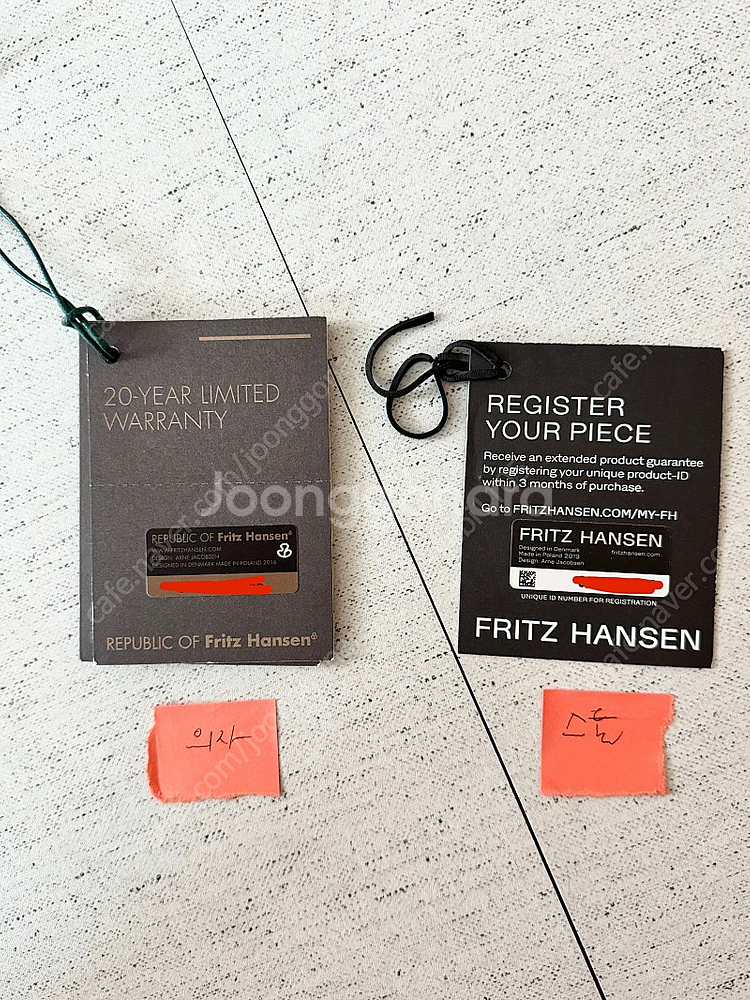 20-YEAR LIMITED
WARRANTY
REPUBLIC OF Fritz Hansen®
WWW.FRITZHANSEN.COM
DESIGN: ARNE JACOBSEN
DESIGNED IN DENMARK MADE IN POLAND 2016
REPUBLIC OF Fritz Hansen®
의자
REGISTER
YOUR PIECE
Receive an extended product guarantee
by registering your unique product-ID
within 3 months of purchase.
Go to FRITZHANSEN.COM/MY-FH
FRITZ HANSEN
Designed in Denmark
Made in Poland 2019
Design: Arne Jacobsen
fritzhansen.com
UNIQUE ID NUMBER FOR REGISTRATION
FRITZ HANSEN
스툴